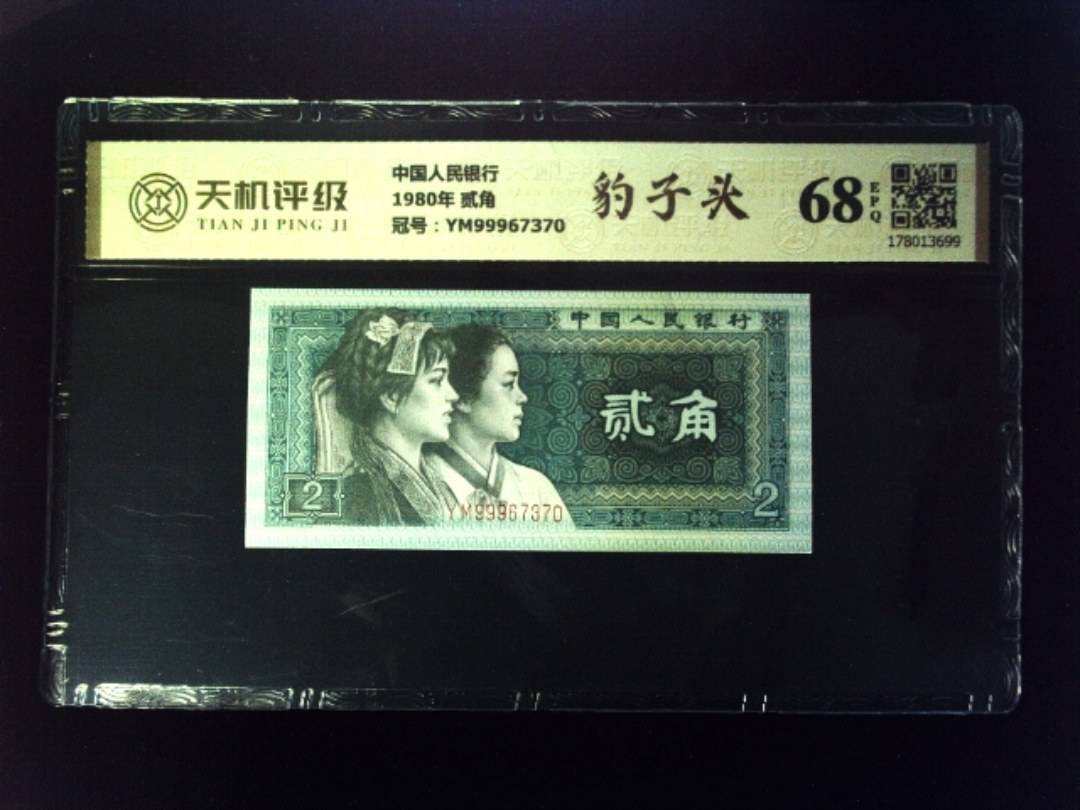 天机评级
TIAN JI PING JI
中国人民银行
1980年 贰角
冠号：YM99967370
豹子头
68
EPQ
178013699
中国人民银行
贰角
2
YM99967370
2